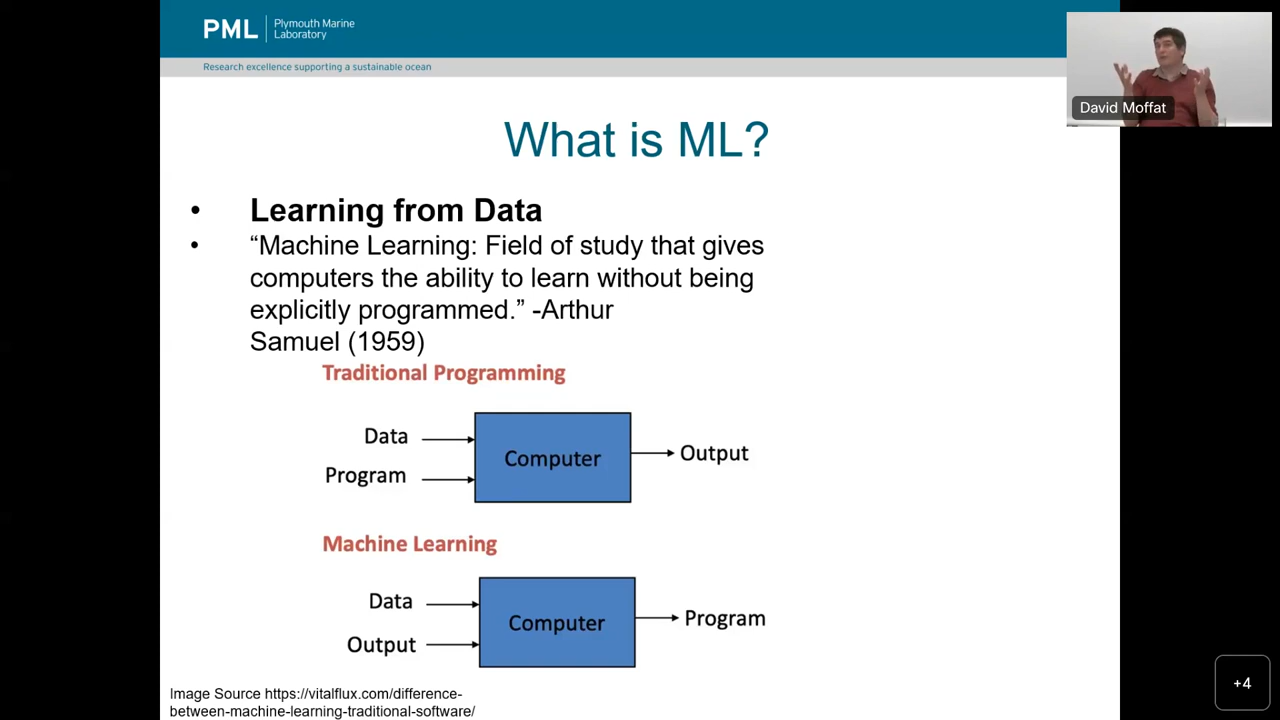 PML
Plymouth Marine
Laboratory
Research excellence supporting a sustainable ocean
David Moffat
What is ML?
• Learning from Data
• “Machine Learning: Field of study that gives
computers the ability to learn without being
explicitly programmed.” -Arthur
Samuel (1959)
Traditional Programming
Data
Program
Computer
Output
Machine Learning
Data
Output
Computer
Program
Image Source https://vitalflux.com/difference-
between-machine-learning-traditional-software/
+4